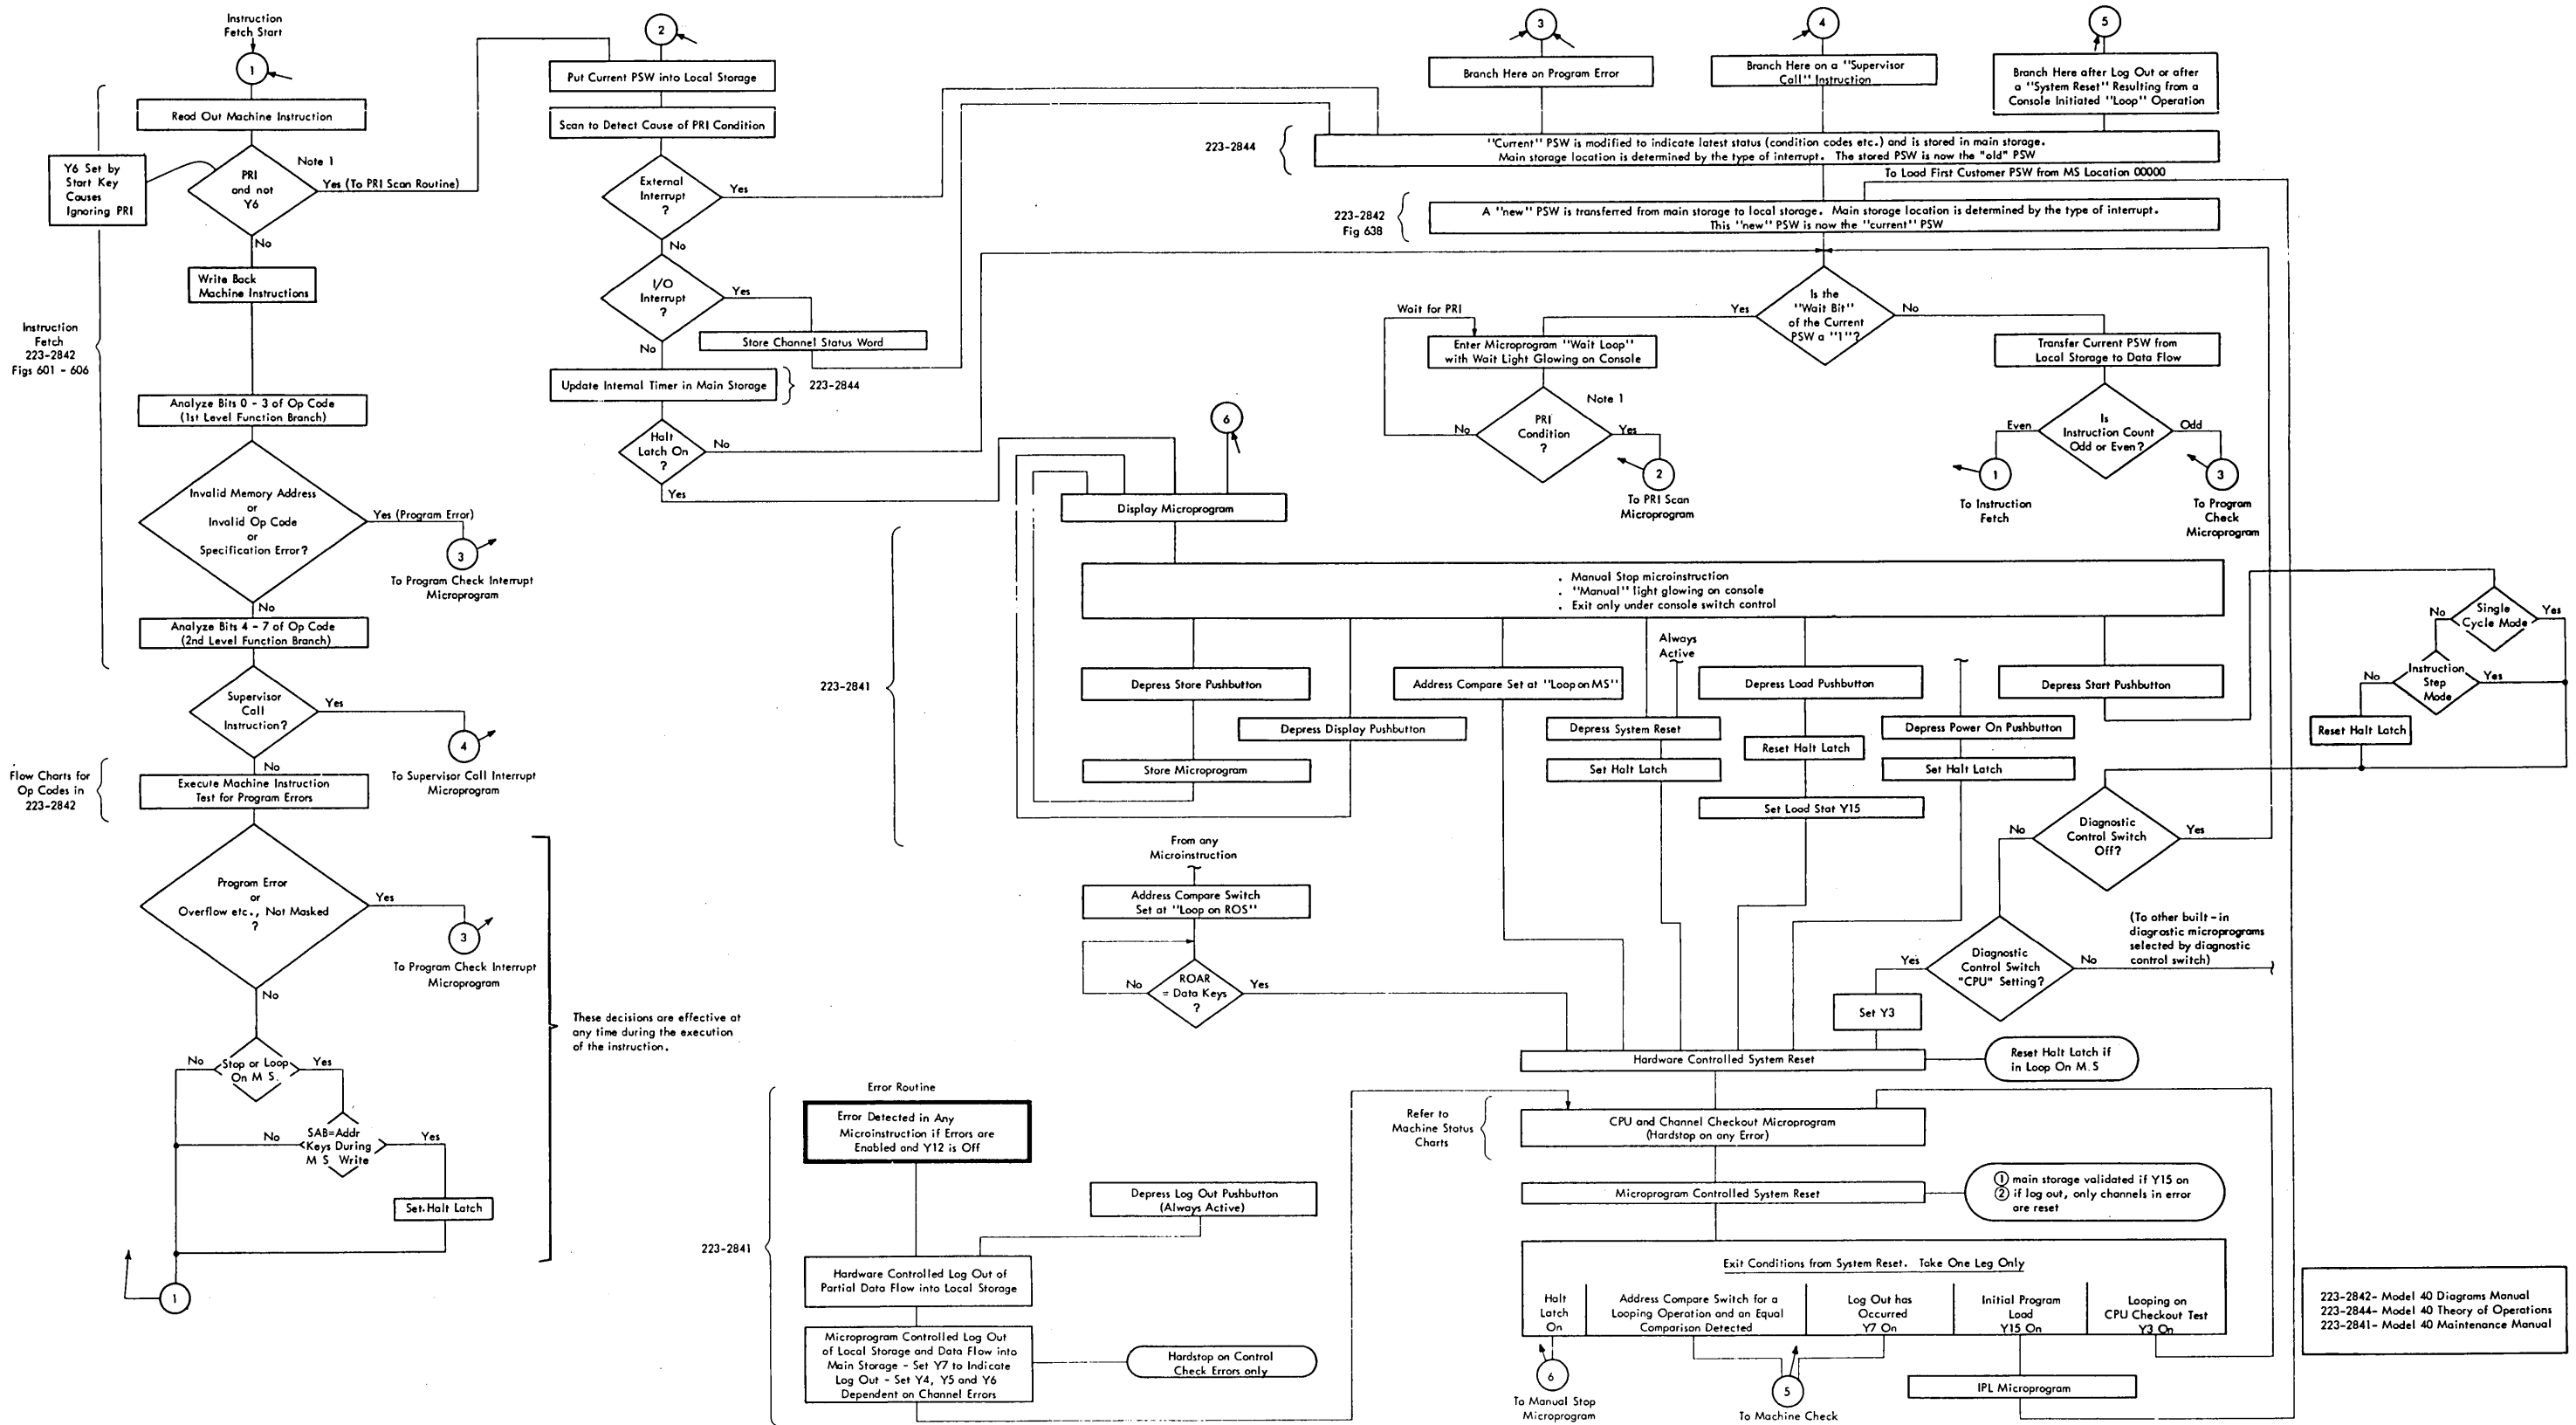 Instruction
Fetch Start
1
Read Out Machine Instruction
Y6 Set by
Start Key
Causes
Ignoring PRI
Note 1
PRI
and not
Y6
Yes (To PRI Scan Routine)
No
Write Back
Machine Instructions
Instruction
Fetch
223-2842
Figs 601 - 606
Analyze Bits 0 - 3 of Op Code
(1st Level Function Branch)
Invalid Memory Address
or
Invalid Op Code
or
Specification Error?
Yes (Program Error)
3
To Program Check Interrupt
Microprogram
No
Analyze Bits 4 - 7 of Op Code
(2nd Level Function Branch)
Supervisor
Call
Instruction?
Yes
4
To Supervisor Call Interrupt
Microprogram
No
Flow Charts for
Op Codes in
223-2842
Execute Machine Instruction
Test for Program Errors
Program Error
or
Overflow etc., Not Masked
?
Yes
3
To Program Check Interrupt
Microprogram
No
These decisions are effective at
any time during the execution
of the instruction.
No
Stop or Loop
On M S.
Yes
No
SAB=Addr
Keys During
M S Write
Yes
Set Halt Latch
1
2
Put Current PSW into Local Storage
Scan to Detect Cause of PRI Condition
External
Interrupt
?
Yes
No
I/O
Interrupt
?
Yes
Store Channel Status Word
No
Update Internal Timer in Main Storage
223-2844
Halt
Latch On
?
No
Yes
3
Branch Here on Program Error
4
Branch Here on a "Supervisor
Call" Instruction
5
Branch Here after Log Out or after
a "System Reset" Resulting from a
Console Initiated "Loop" Operation
223-2844
"Current" PSW is modified to indicate latest status (condition codes etc.) and is stored in main storage.
Main storage location is determined by the type of interrupt. The stored PSW is now the "old" PSW
To Load First Customer PSW from MS Location 00000
223-2842
Fig 638
A "new" PSW is transferred from main storage to local storage. Main storage location is determined by the type of interrupt.
This "new" PSW is now the "current" PSW
Is the
"Wait Bit"
of the Current
PSW a "1"?
Yes
No
Wait for PRI
Enter Microprogram "Wait Loop"
with Wait Light Glowing on Console
Note 1
PRI
Condition
?
No
Yes
2
To PRI Scan
Microprogram
Transfer Current PSW from
Local Storage to Data Flow
Is
Instruction Count
Odd or Even?
Even
Odd
1
To Instruction
Fetch
3
To Program
Check
Microprogram
6
Display Microprogram
. Manual Stop microinstruction
. "Manual" light glowing on console
. Exit only under console switch control
223-2841
Depress Store Pushbutton
Store Microprogram
Depress Display Pushbutton
Address Compare Set at "Loop on MS"
Always
Active
Depress System Reset
Set Halt Latch
Depress Load Pushbutton
Reset Halt Latch
Set Load Stat Y15
Depress Power On Pushbutton
Set Halt Latch
Depress Start Pushbutton
No
Single
Cycle Mode
Yes
No
Instruction
Step
Mode
Yes
Reset Halt Latch
No
Diagnostic
Control Switch
Off?
Yes
Yes
Diagnostic
Control Switch
"CPU" Setting?
No
(To other built-in
diagrostic microprograms
selected by diagnostic
control switch)
Set Y3
From any
Microinstruction
Address Compare Switch
Set at "Loop on ROS"
No
ROAR
= Data Keys
?
Yes
Hardware Controlled System Reset
Reset Halt Latch if
in Loop On M.S
Refer to
Machine Status
Charts
CPU and Channel Checkout Microprogram
(Hardstop on any Error)
Microprogram Controlled System Reset
1 main storage validated if Y15 on
2 if log out, only channels in error
are reset
Error Routine
Error Detected in Any
Microinstruction if Errors are
Enabled and Y12 is Off
Depress Log Out Pushbutton
(Always Active)
223-2841
Hardware Controlled Log Out of
Partial Data Flow into Local Storage
Microprogram Controlled Log Out
of Local Storage and Data Flow into
Main Storage - Set Y7 to Indicate
Log Out - Set Y4, Y5 and Y6
Dependent on Channel Errors
Hardstop on Control
Check Errors only
Exit Conditions from System Reset. Take One Leg Only
Halt
Latch
On
Address Compare Switch for a
Looping Operation and an Equal
Comparison Detected
Log Out has
Occurred
Y7 On
Initial Program
Load
Y15 On
Looping on
CPU Checkout Test
Y3 On
6
To Manual Stop
Microprogram
5
To Machine Check
IPL Microprogram
223-2842- Model 40 Diagrams Manual
223-2844- Model 40 Theory of Operations
223-2841- Model 40 Maintenance Manual